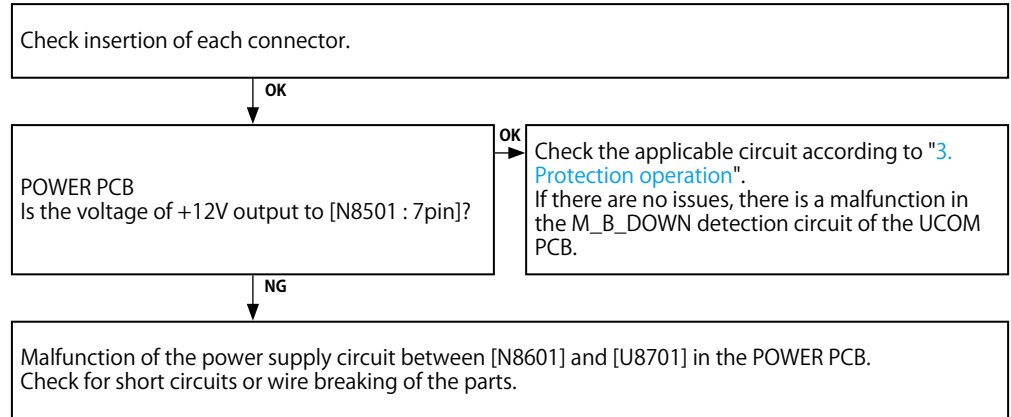 Check insertion of each connector.
OK
POWER PCB
Is the voltage of +12V output to [N8501 : 7pin]?
OK
Check the applicable circuit according to "3.
Protection operation".
If there are no issues, there is a malfunction in
the M_B_DOWN detection circuit of the UCOM
PCB.
NG
Malfunction of the power supply circuit between [N8601] and [U8701] in the POWER PCB.
Check for short circuits or wire breaking of the parts.